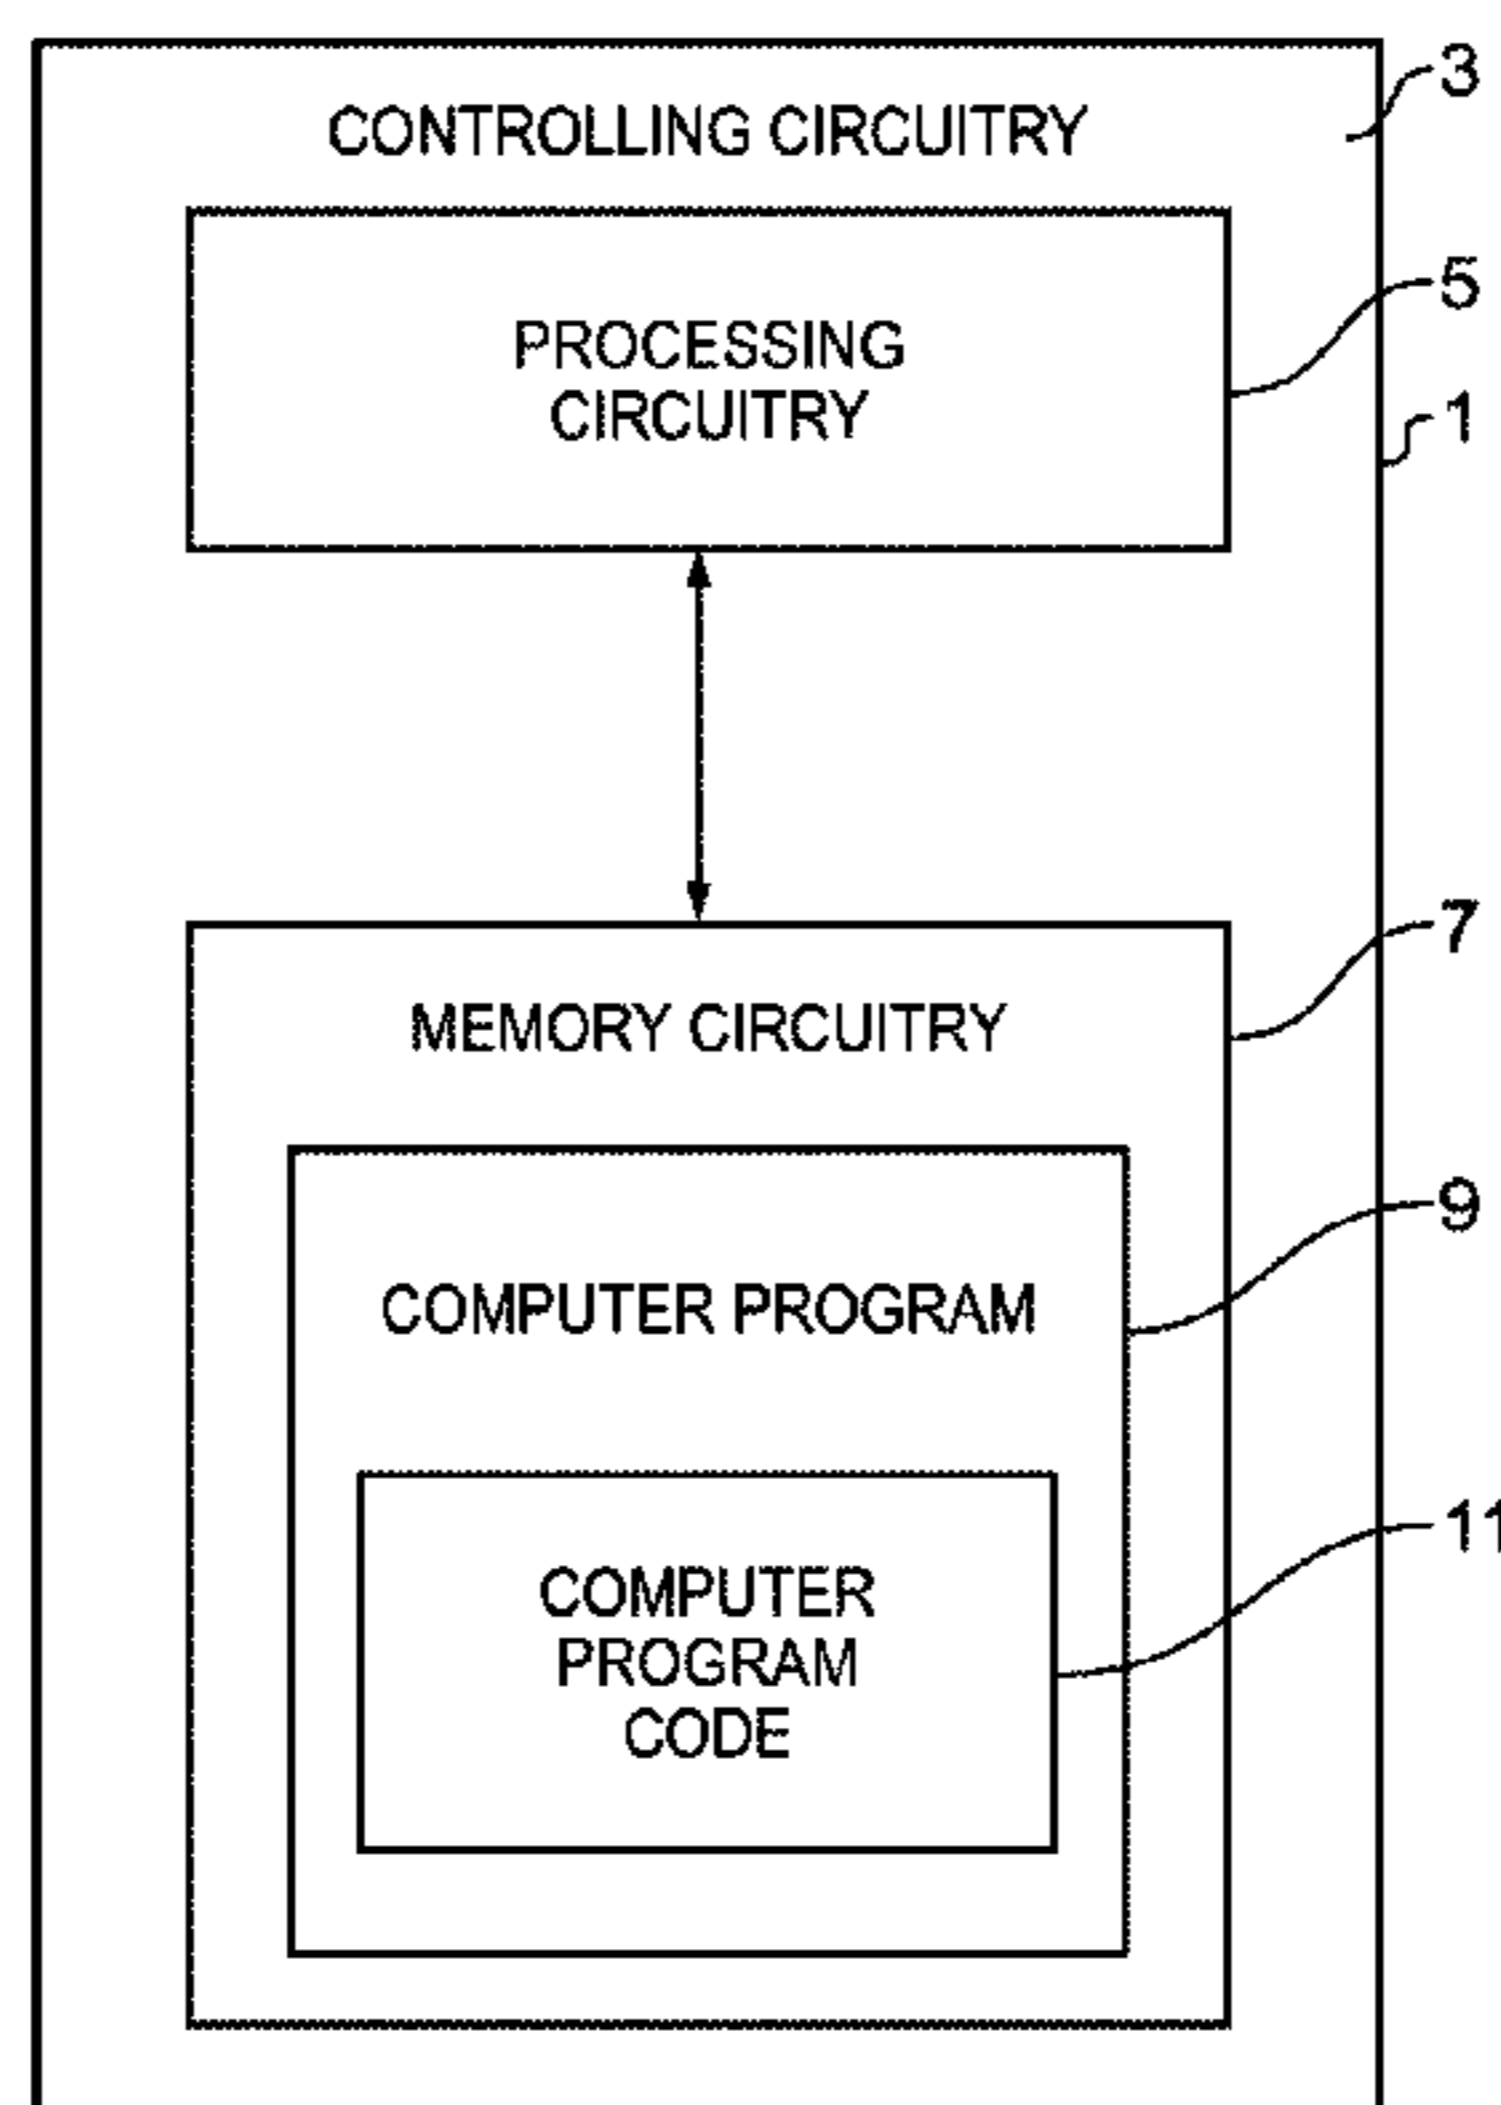 3
CONTROLLING CIRCUITRY
5
PROCESSING
CIRCUITRY
1
7
MEMORY CIRCUITRY
9
COMPUTER PROGRAM
11
COMPUTER
PROGRAM
CODE